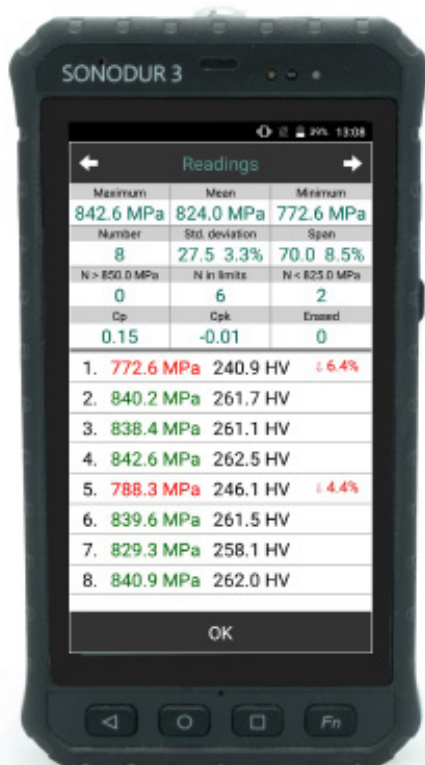 SONODUR 3
39% 13:08
Readings
Maximum Mean Minimum
842.6 MPa 824.0 MPa 772.6 MPa
Number Std. deviation Span
8 27.5 3.3% 70.0 8.5%
N > 850.0 MPa N in limits N < 825.0 MPa
0 6 2
Cp Cpk Erased
0.15 -0.01 0
1. 772.6 MPa 240.9 HV ↓ 6.4%
2. 840.2 MPa 261.7 HV
3. 838.4 MPa 261.1 HV
4. 842.6 MPa 262.5 HV
5. 788.3 MPa 246.1 HV ↓ 4.4%
6. 839.6 MPa 261.5 HV
7. 829.3 MPa 258.1 HV
8. 840.9 MPa 262.0 HV
OK
Fn